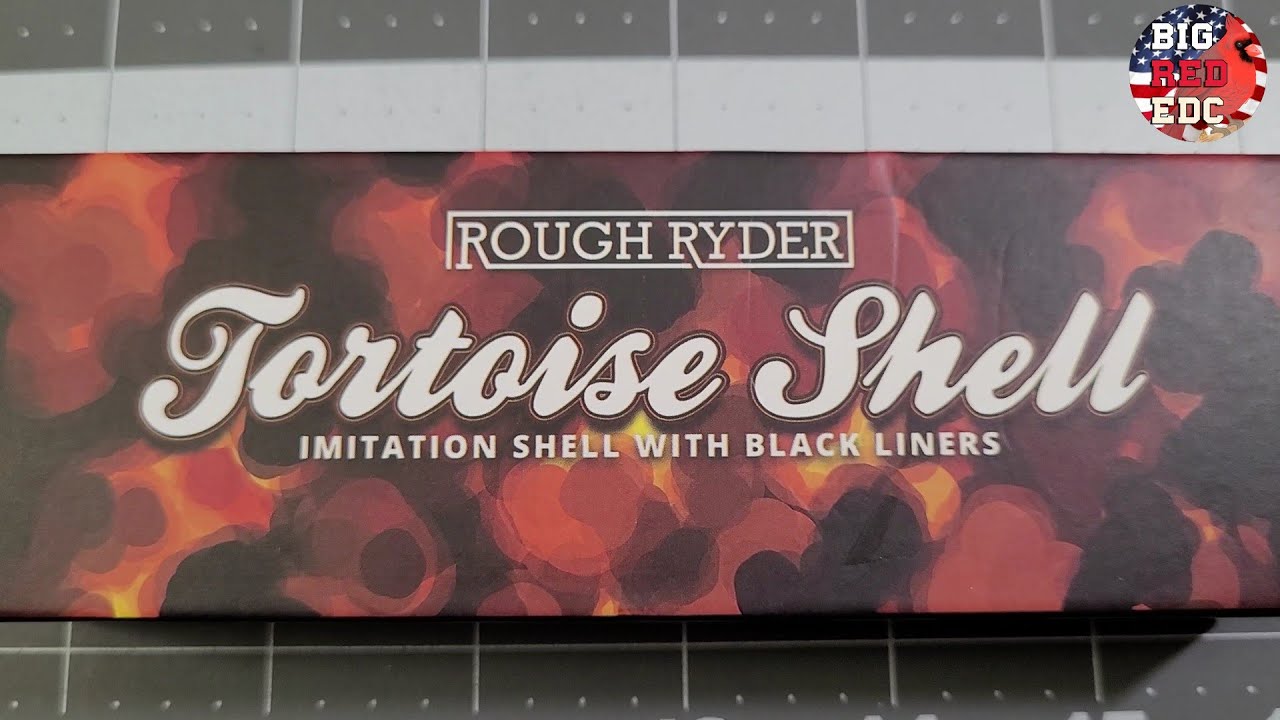 BIG
RED
EDC
ROUGH RYDER
Tortoise Shell
IMITATION SHELL WITH BLACK LINERS